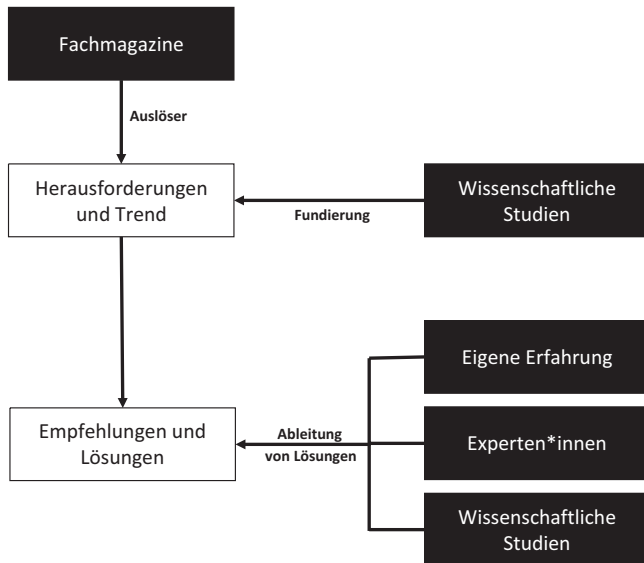 Fachmagazine
Auslöser
Herausforderungen
und Trend
Fundierung
Wissenschaftliche
Studien
Eigene Erfahrung
Empfehlungen und
Lösungen
Ableitung
von Lösungen
Experten*innen
Wissenschaftliche
Studien